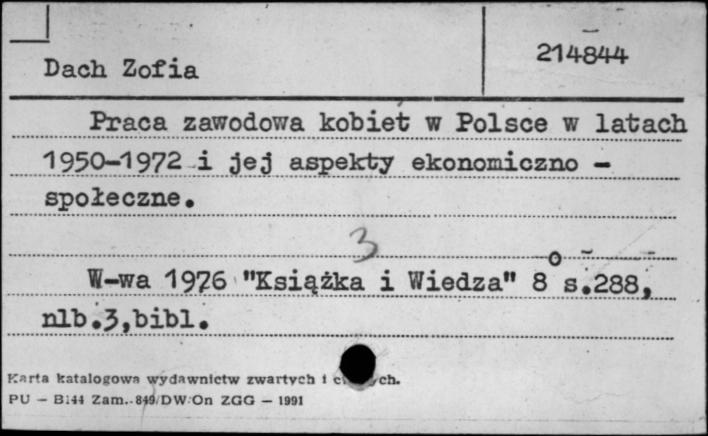 214844
Dach Zofia
Praca zawodowa kobiet w Polsce w latach
1950-1972 i jej aspekty ekonomiczno -
społeczne.
3
W-wa 1976 "Książka i Wiedza" 8° s.288,
nlb.3,bibl.
Karta katalogowa wydawnictw zwartych i
PU - B144 Zam. 849/DW/On ZGG - 1991